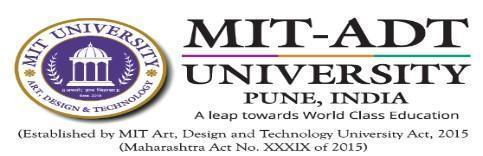 MIT UNIVERSITY
ART, DESIGN & TECHNOLOGY
MIT-ADT
UNIVERSITY
PUNE, INDIA
A leap towards World Class Education
(Established by MIT Art, Design and Technology University Act, 2015
(Maharashtra Act No. XXXIX of 2015)